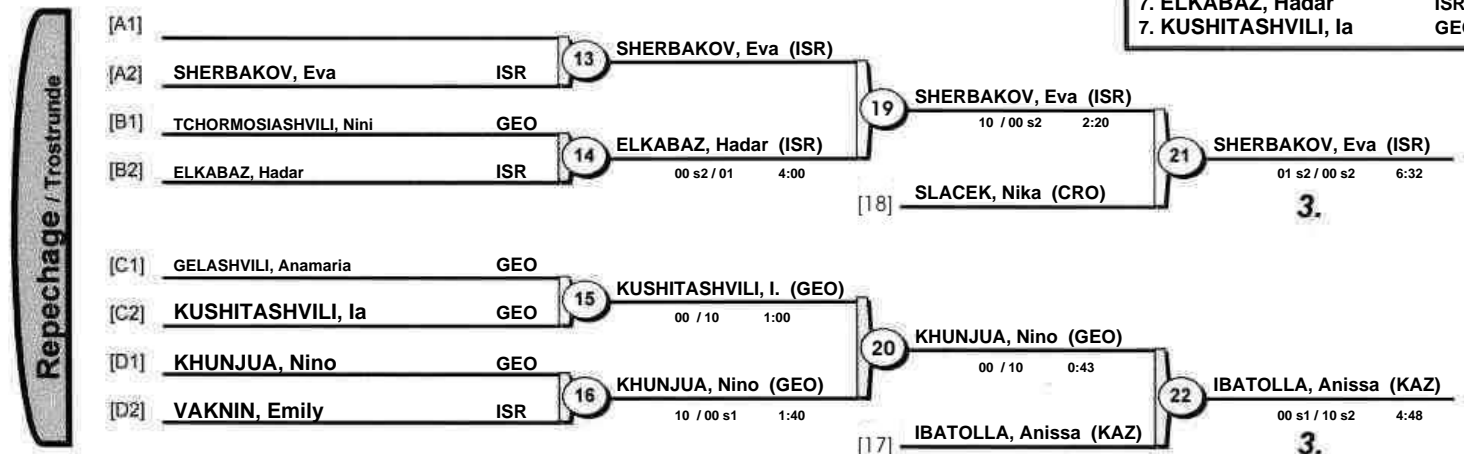 7. ELKABAZ, Hadar ISR
7. KUSHITASHVILI, Ia
Repechage / Trostrunde
[A1]
[A2] SHERBAKOV, Eva ISR
13 SHERBAKOV, Eva (ISR)
[B1] TCHORMOSIASHVILI, Nini GEO
[B2] ELKABAZ, Hadar ISR
14 ELKABAZ, Hadar (ISR)
00 s2 / 01 4:00
19 SHERBAKOV, Eva (ISR)
10 / 00 s2 2:20
[18] SLACEK, Nika (CRO)
21 SHERBAKOV, Eva (ISR)
01 s2 / 00 s2 6:32
3.
[C1] GELASHVILI, Anamaria GEO
[C2] KUSHITASHVILI, Ia GEO
15 KUSHITASHVILI, I. (GEO)
00 / 10 1:00
[D1] KHUNJUA, Nino GEO
[D2] VAKNIN, Emily ISR
16 KHUNJUA, Nino (GEO)
10 / 00 s1 1:40
20 KHUNJUA, Nino (GEO)
00 / 10 0:43
[17] IBATOLLA, Anissa (KAZ)
22 IBATOLLA, Anissa (KAZ)
00 s1 / 10 s2 4:48
3.